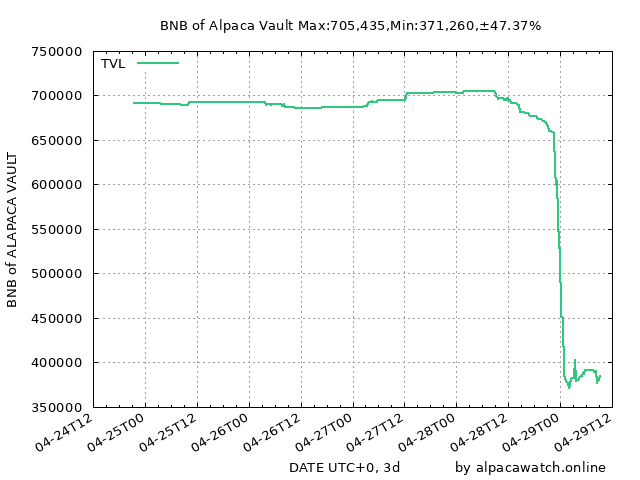 BNB of Alpaca Vault Max:705,435,Min:371,260,±47.37%
TVL
750000
700000
650000
600000
550000
500000
450000
400000
350000
BNB of ALAPACA VAULT
04-24T12
04-25T00
04-25T12
04-26T00
04-26T12
04-27T00
04-27T12
04-28T00
04-28T12
04-29T00
04-29T12
DATE UTC+0, 3d
by alpacawatch.online